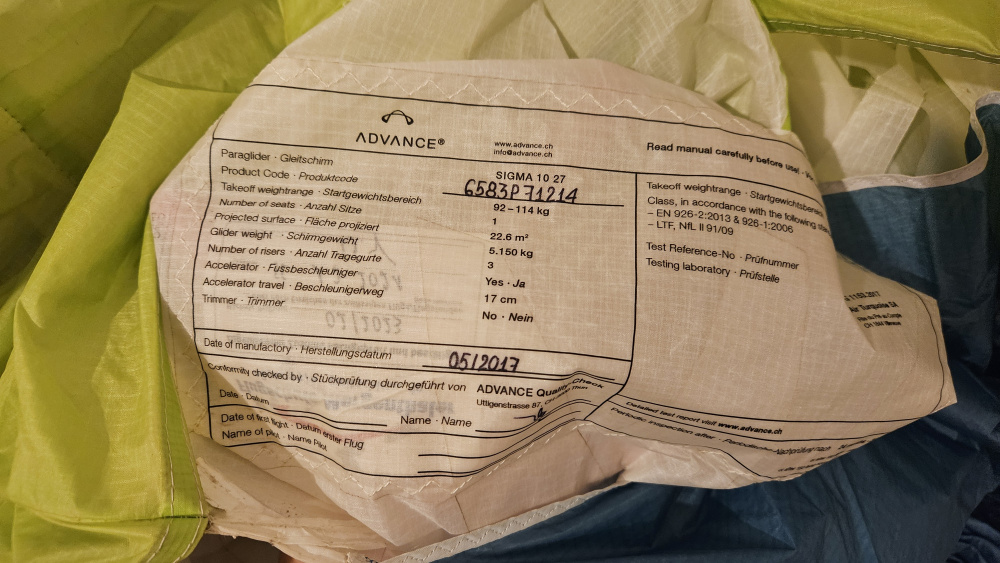 ADVANCE®
www.advance.ch
info@advance.ch
Read manual carefully before use!
Paraglider · Gleitschirm
SIGMA 10 27
Product Code · Produktcode
6583P71214
Takeoff weightrange · Startgewichtsbereich
92–114 kg
Number of seats · Anzahl Sitze
1
Projected surface · Fläche projiziert
22.6 m²
Glider weight · Schirmgewicht
5.150 kg
Number of risers · Anzahl Tragegurte
3
Accelerator · Fussbeschleuniger
Yes · Ja
Accelerator travel · Beschleunigerweg
17 cm
Trimmer · Trimmer
No · Nein
Date of manufactory · Herstellungsdatum
05/2017
Conformity checked by · Stückprüfung durchgeführt von
ADVANCE Quality-Check
Uttigenstrasse 87, Thun
Date · Datum
Name · Name
Date of first flight · Datum erster Flug
Name of pilot · Name Pilot
Takeoff weightrange · Startgewichtsbereich
Class, in accordance with the following
– EN 926-2:2013 & 926-1:2006
– LTF, NfL II 91/09
Test Reference-No · Prüfnummer
Testing laboratory · Prüfstelle
Turquoise
Detailed test report visit www.advance.ch
Periodic inspection after
02/2023